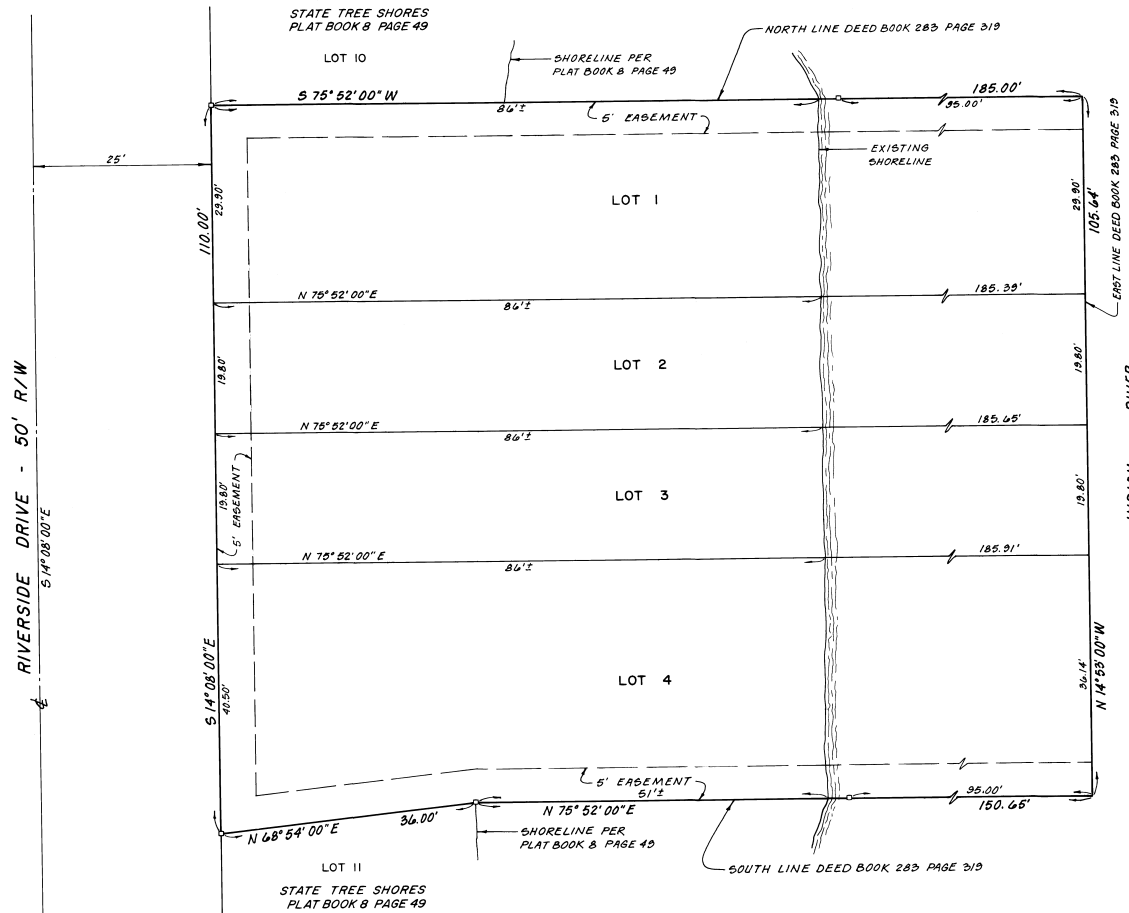 STATE TREE SHORES
PLAT BOOK 8 PAGE 49
LOT 10
SHORELINE PER
PLAT BOOK 8 PAGE 49
NORTH LINE DEED BOOK 283 PAGE 319
S 75° 52' 00" W
86'±
5' EASEMENT
185.00'
95.00'
25'
EXISTING
SHORELINE
110.00'
29.90'
LOT 1
29.90'
105.64'
EAST LINE DEED BOOK 283 PAGE 319
N 75° 52' 00" E
86'±
185.39'
19.80'
LOT 2
19.80'
N 75° 52' 00" E
86'±
185.65'
RIVERSIDE DRIVE - 50' R/W
S 14° 08' 00" E
19.80'
5' EASEMENT
LOT 3
19.80'
N 75° 52' 00" E
86'±
185.91'
S 14° 08' 00" E
40.50'
LOT 4
36.14'
N 14° 53' 00" W
5' EASEMENT
51'±
95.00'
N 68° 54' 00" E
36.00'
N 75° 52' 00" E
150.65'
SHORELINE PER
PLAT BOOK 8 PAGE 49
LOT 11
SOUTH LINE DEED BOOK 283 PAGE 319
STATE TREE SHORES
PLAT BOOK 8 PAGE 49